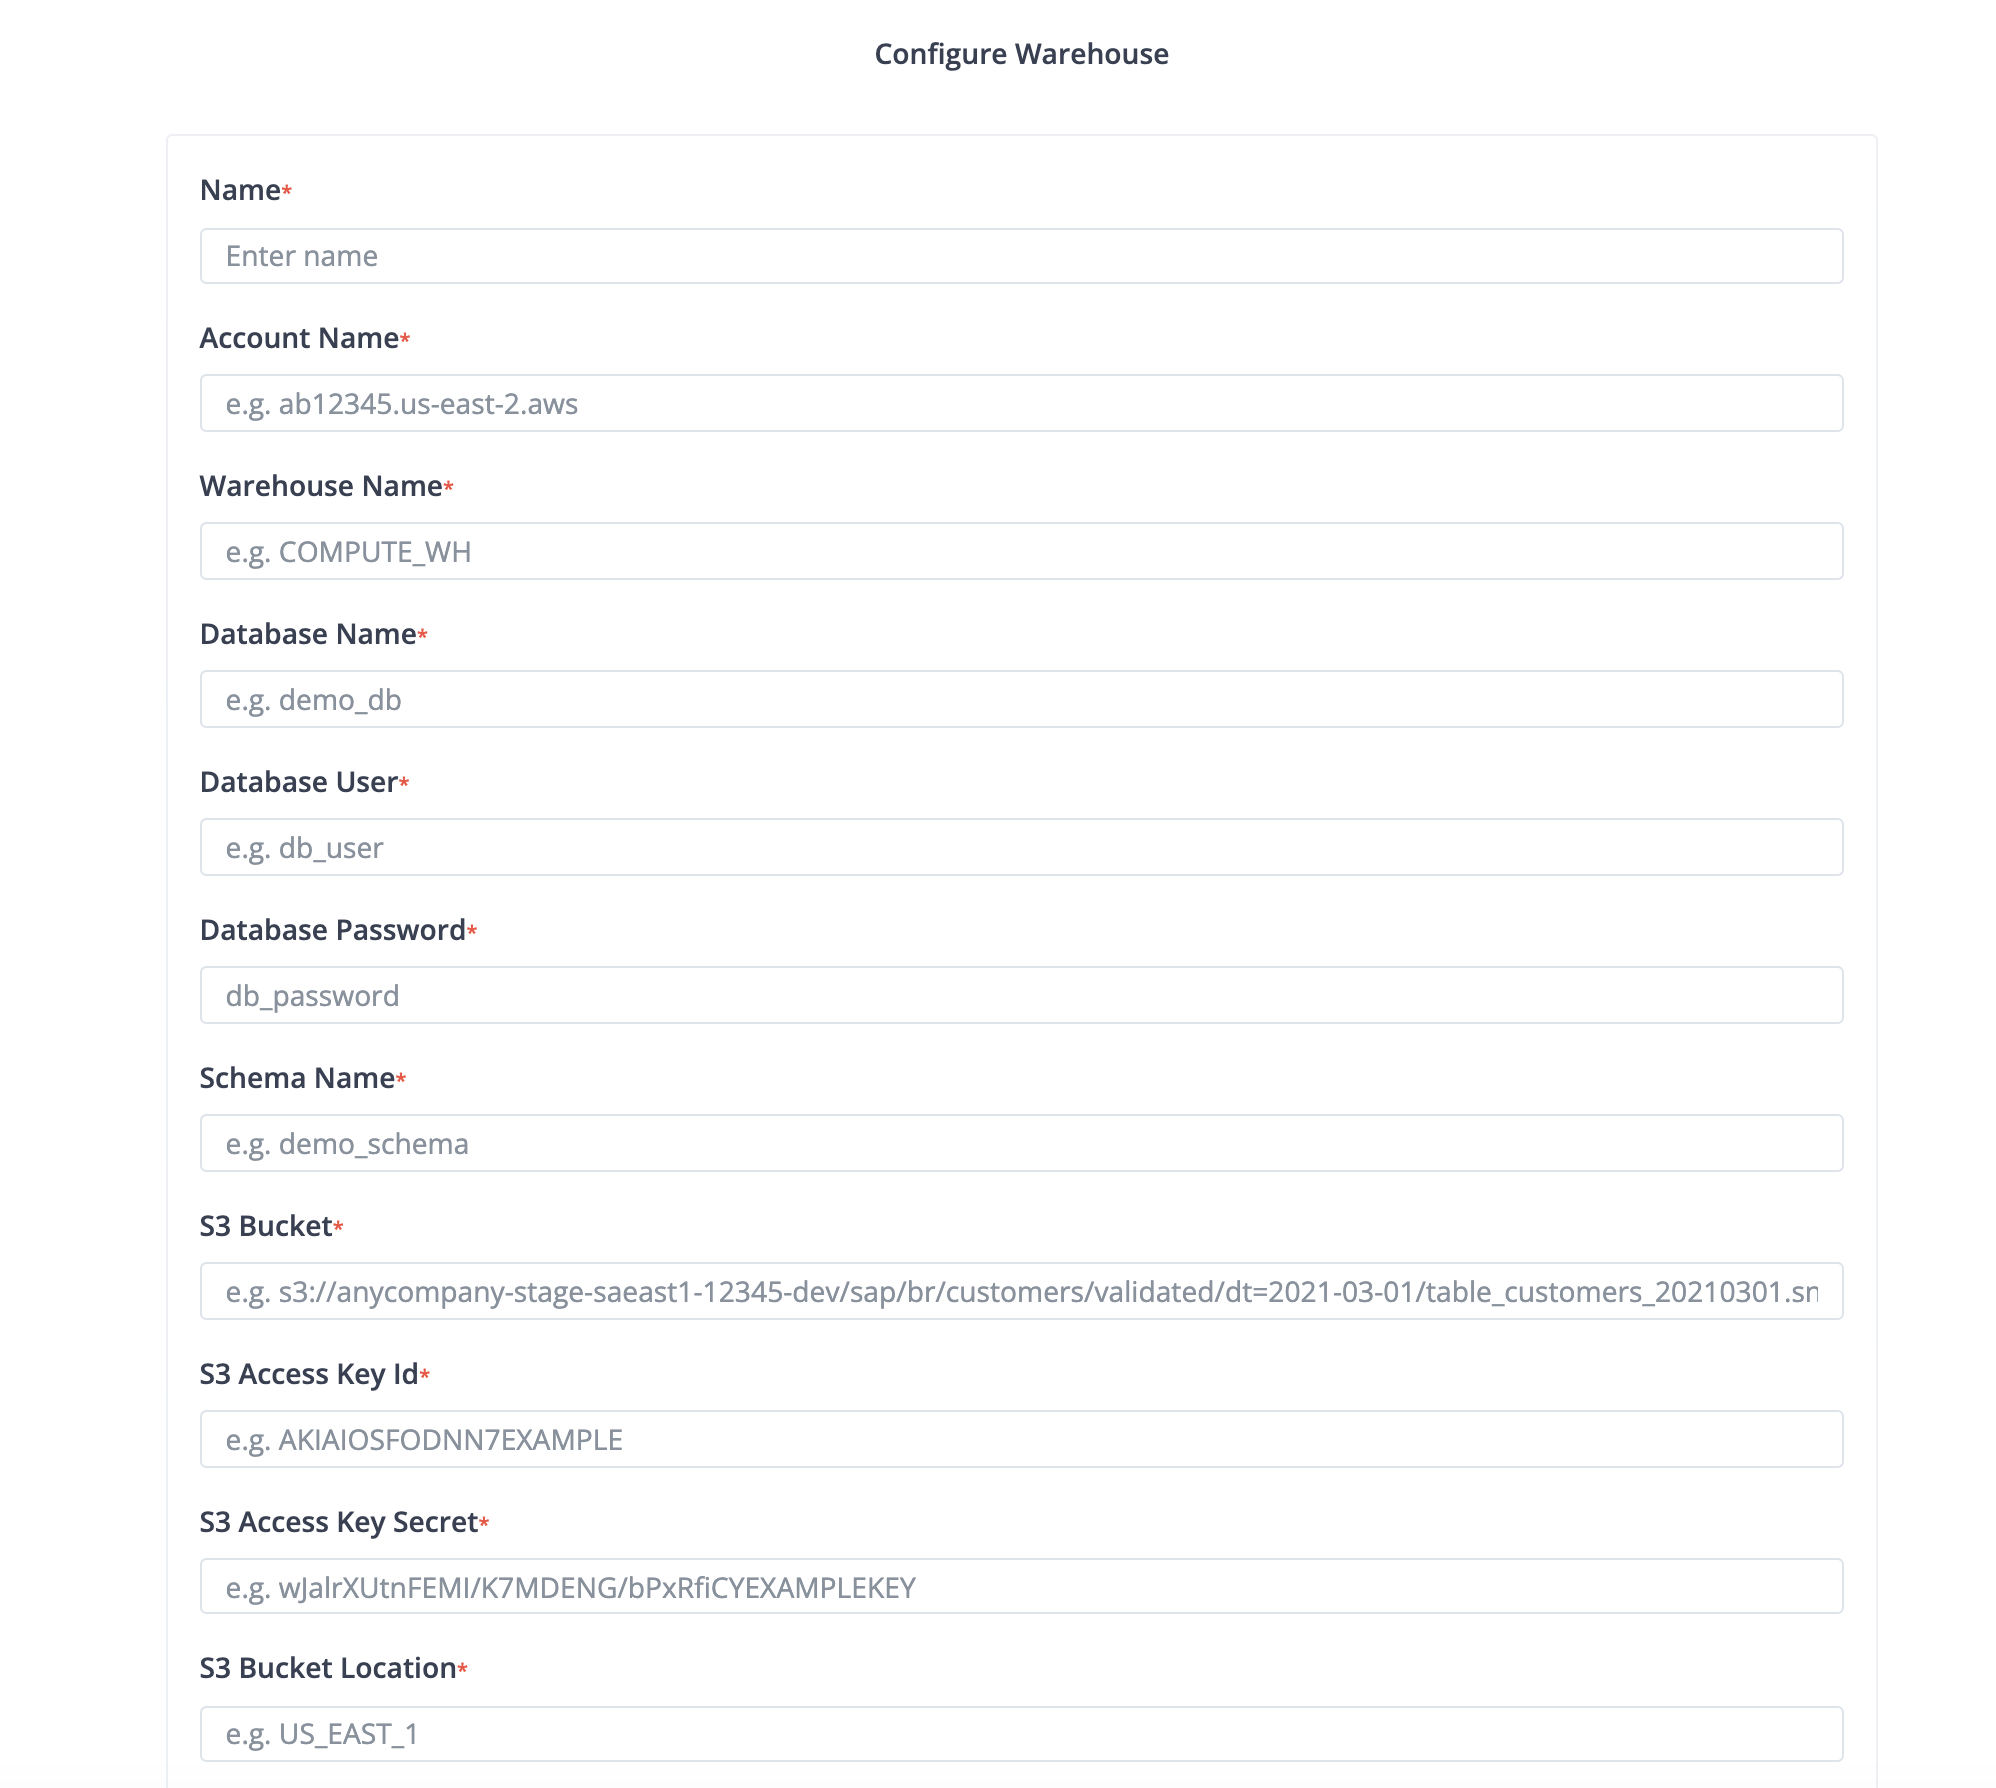 Configure Warehouse
Name*
Enter name
Account Name*
e.g. ab12345.us-east-2.aws
Warehouse Name*
e.g. COMPUTE_WH
Database Name*
e.g. demo_db
Database User*
e.g. db_user
Database Password*
db_password
Schema Name*
e.g. demo_schema
S3 Bucket*
e.g. s3://anycompany-stage-saeast1-12345-dev/sap/br/customers/validated/dt=2021-03-01/table_customers_20210301.sn
S3 Access Key Id*
e.g. AKIAIOSFODNN7EXAMPLE
S3 Access Key Secret*
e.g. wJalrXUtnFEMI/K7MDENG/bPxRfiCYEXAMPLEKEY
S3 Bucket Location*
e.g. US_EAST_1